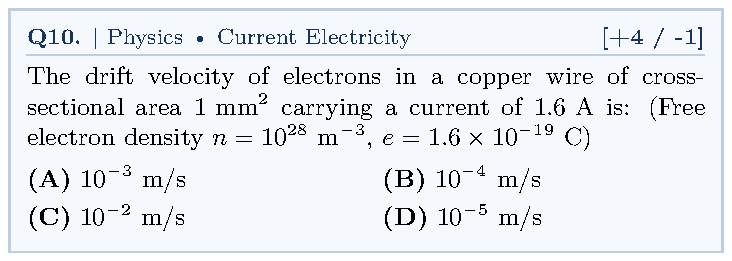 Q10. | Physics • Current Electricity [+4 / -1]
The drift velocity of electrons in a copper wire of cross-
sectional area 1 mm² carrying a current of 1.6 A is: (Free
electron density n = 10²⁸ m⁻³, e = 1.6 × 10⁻¹⁹ C)
(A) 10⁻³ m/s (B) 10⁻⁴ m/s
(C) 10⁻² m/s (D) 10⁻⁵ m/s